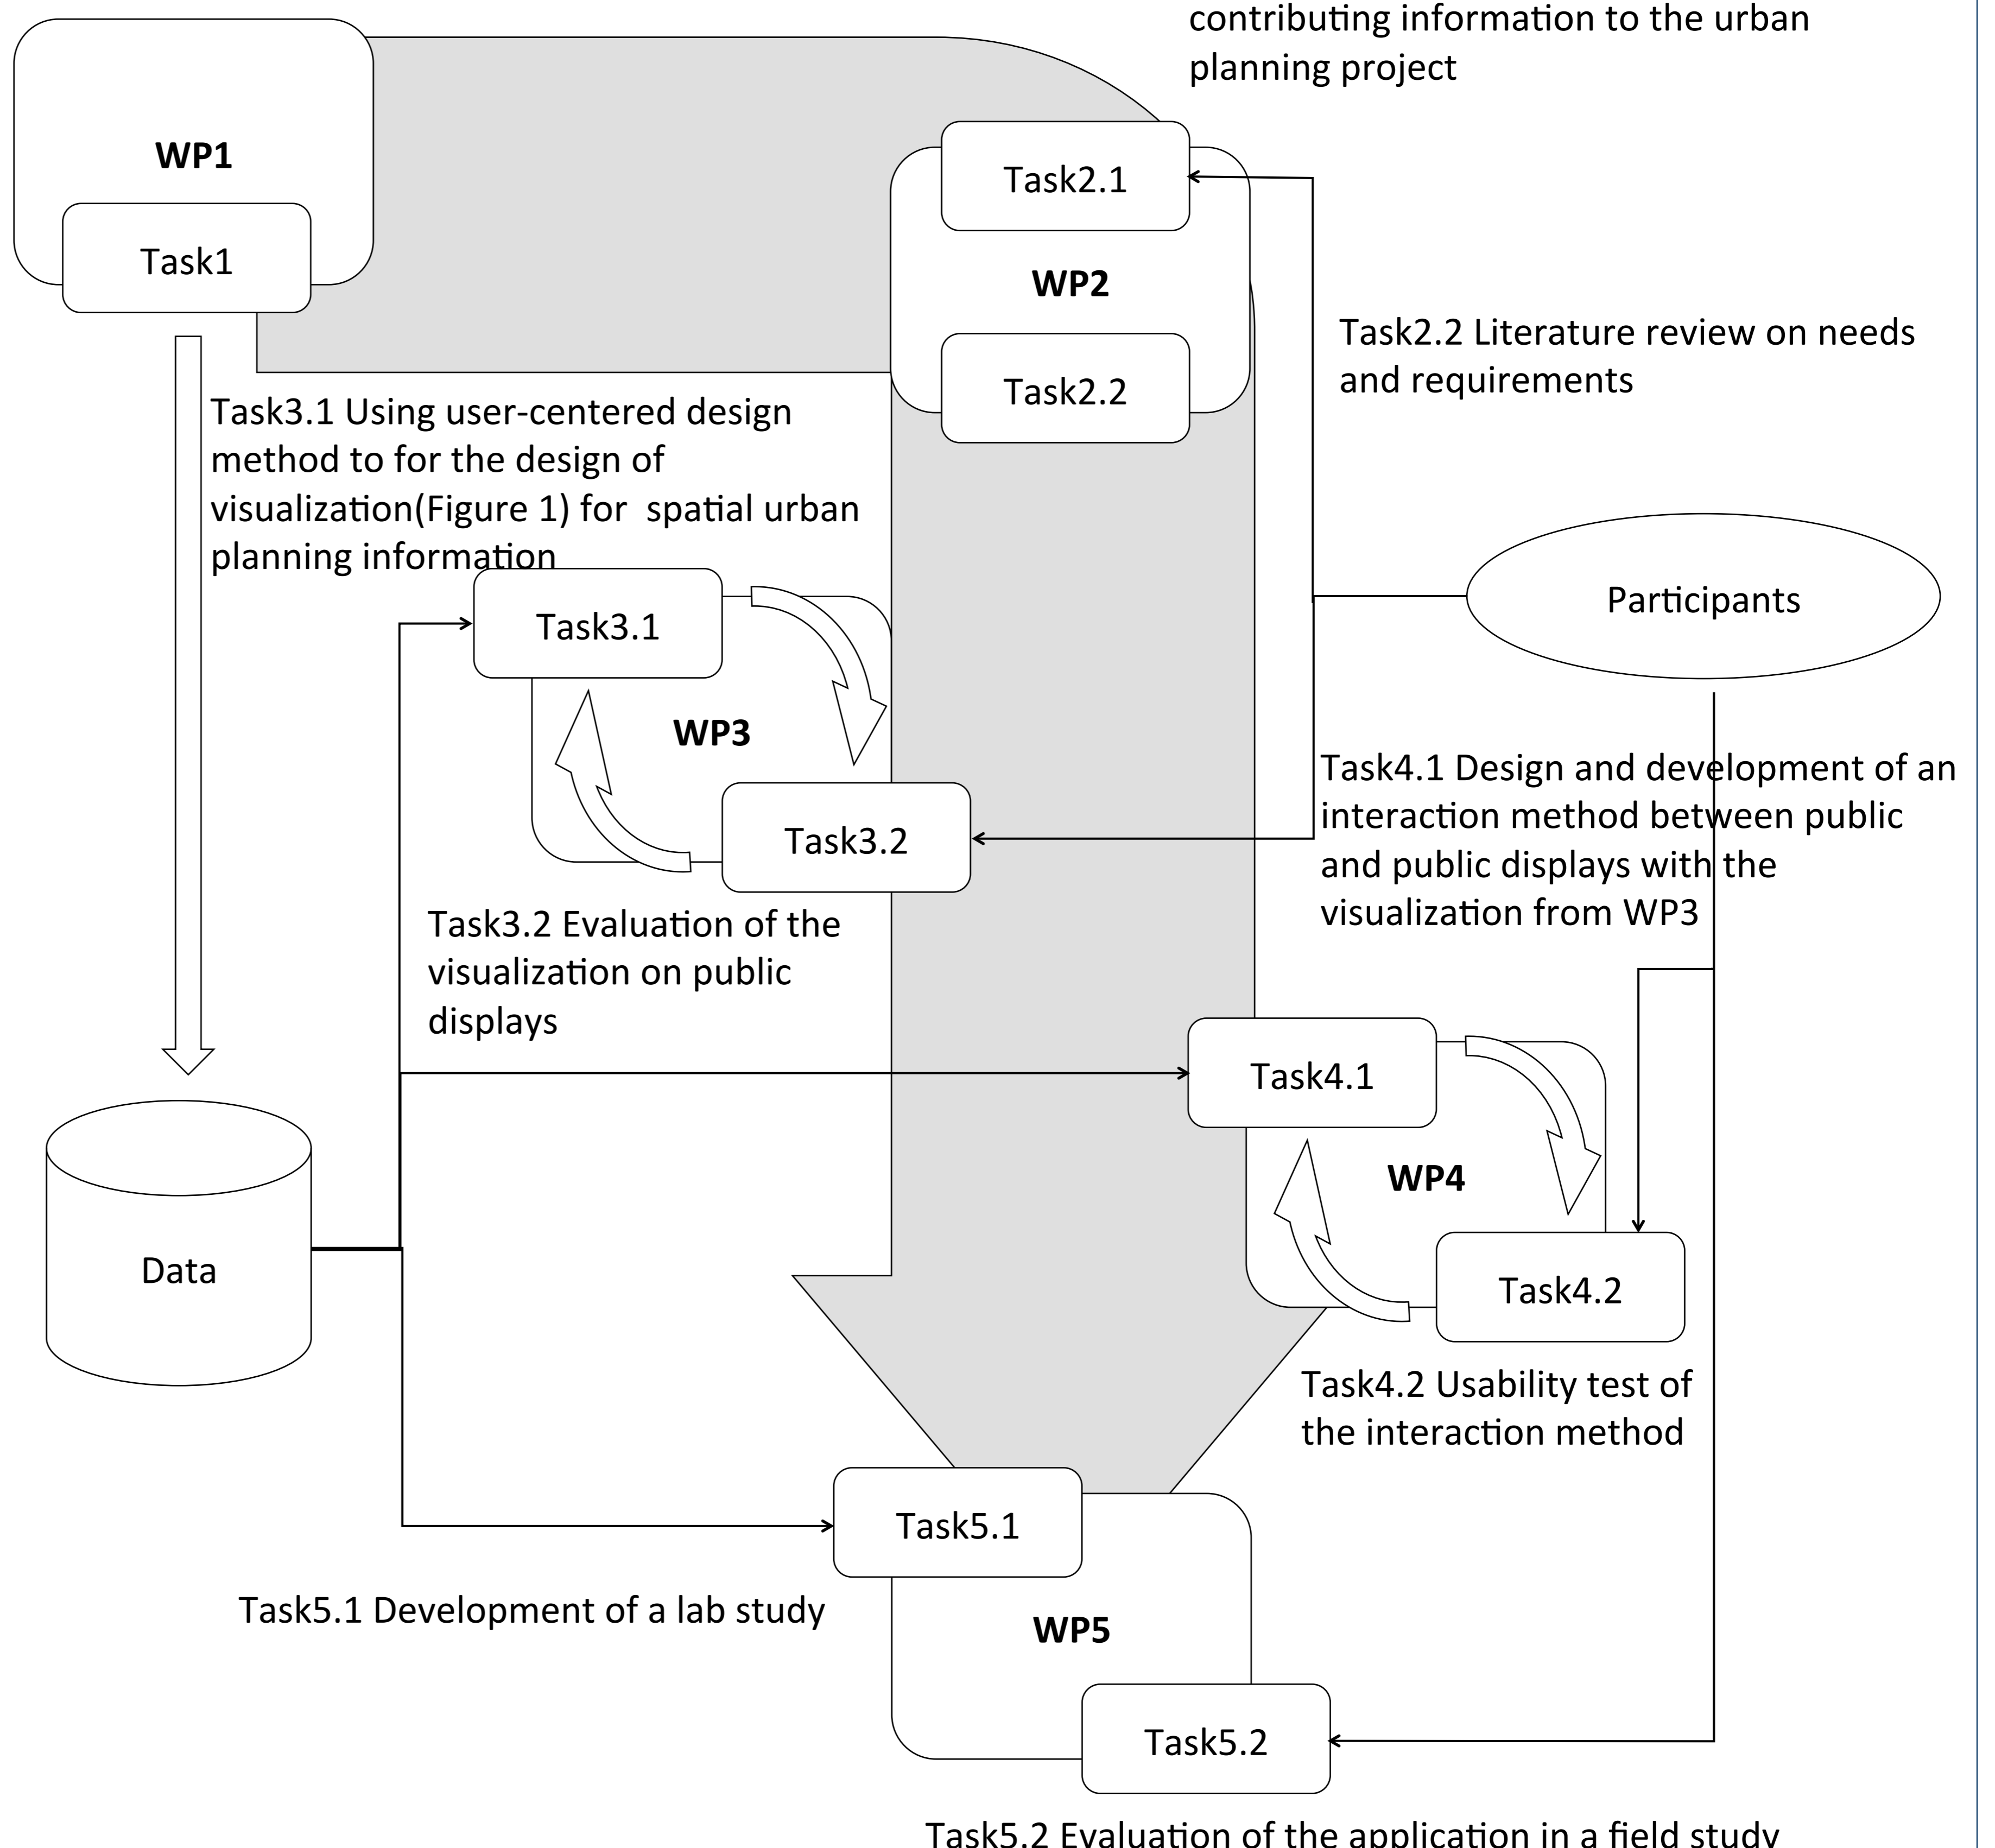 contributing information to the urban
planning project
WP1
Task1
Task2.1
WP2
Task2.2
Task2.2 Literature review on needs
and requirements
Task3.1 Using user-centered design
method to for the design of
visualization(Figure 1) for  spatial urban
planning information
Task3.1
WP3
Task3.2
Participants
Task4.1 Design and development of an
interaction method between public
and public displays with the
visualization from WP3
Task3.2 Evaluation of the
visualization on public
displays
Task4.1
WP4
Task4.2
Data
Task4.2 Usability test of
the interaction method
Task5.1
Task5.1 Development of a lab study
WP5
Task5.2
Task5.2 Evaluation of the application in a field study